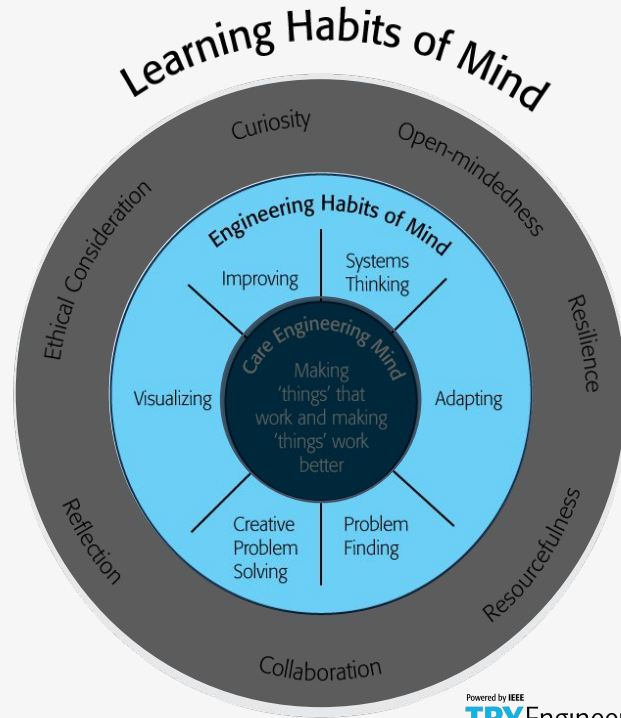 Learning Habits of Mind
Curiosity
Open-mindedness
Resilience
Resourcefulness
Collaboration
Reflection
Ethical Consideration
Engineering Habits of Mind
Improving
Systems
Thinking
Adapting
Problem
Finding
Creative
Problem
Solving
Visualizing
Care Engineering Mind
Making
'things' that
work and making
'things' work
better
Powered by IEEE
TRYEngineer